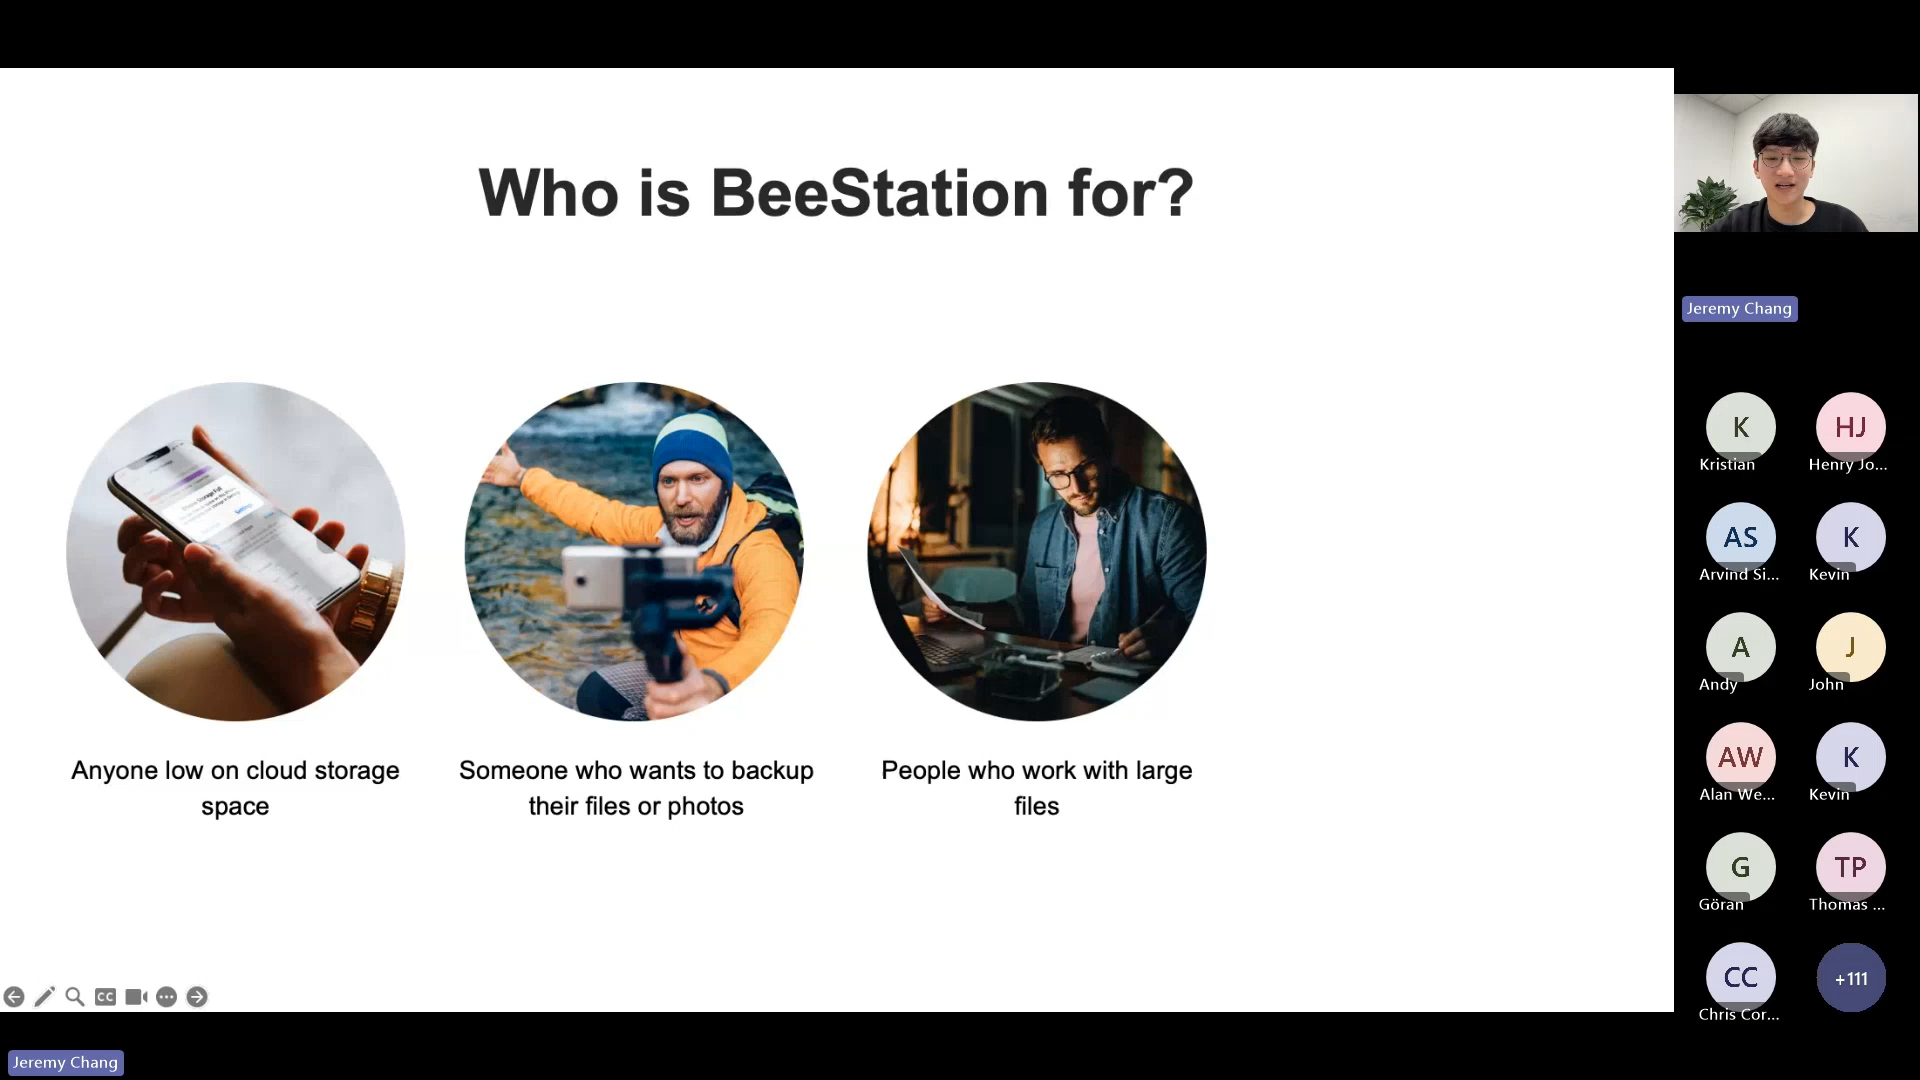 Who is BeeStation for?
Anyone low on cloud storage
space
Someone who wants to backup
their files or photos
People who work with large
files
CC
Jeremy Chang
Jeremy Chang
K
Kristian
HJ
Henry Jo...
AS
Arvind Si...
K
Kevin
A
Andy
J
John
AW
Alan We...
K
Kevin
G
Göran
TP
Thomas ...
CC
Chris Cor...
+111